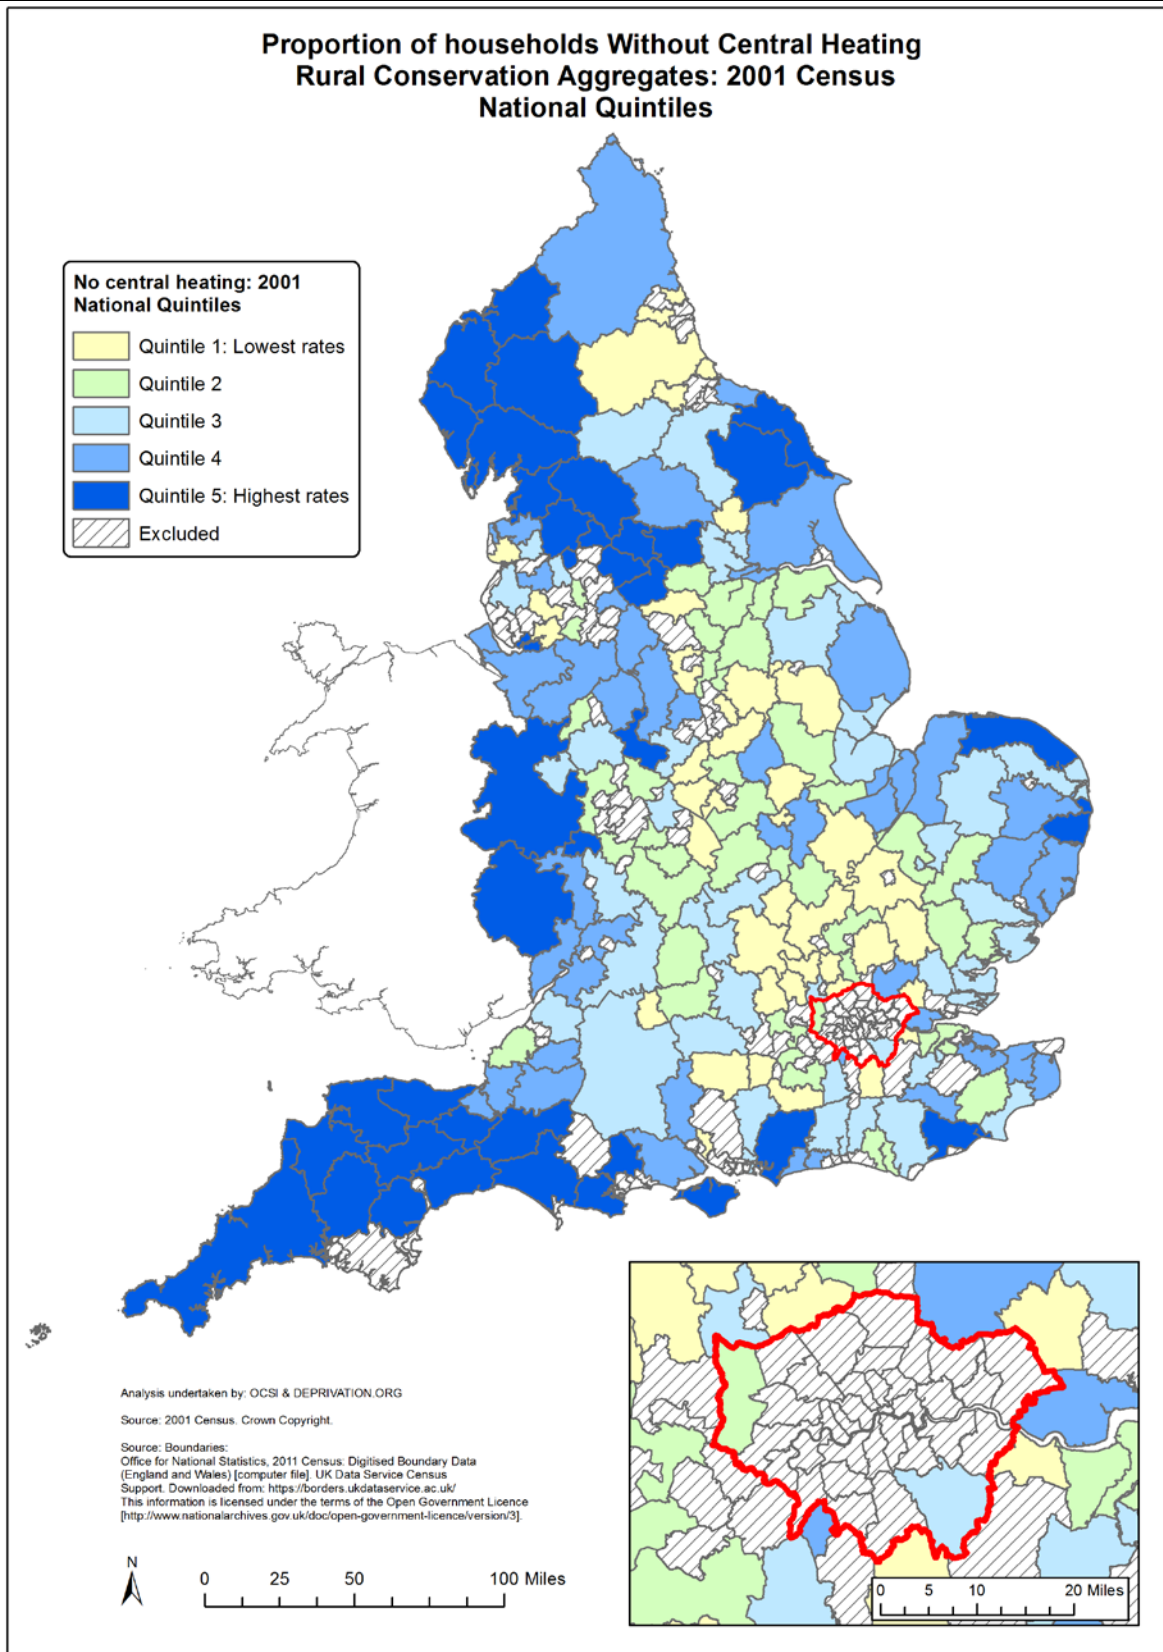 Proportion of households Without Central Heating
Rural Conservation Aggregates: 2001 Census
National Quintiles
No central heating: 2001
National Quintiles
Quintile 1: Lowest rates
Quintile 2
Quintile 3
Quintile 4
Quintile 5: Highest rates
Excluded
Analysis undertaken by: OCSI & DEPRIVATION.ORG
Source: 2001 Census. Crown Copyright.
Source: Boundaries:
Office for National Statistics, 2011 Census: Digitised Boundary Data
(England and Wales) [computer file]. UK Data Service Census
Support. Downloaded from: https://borders.ukdataservice.ac.uk/
This information is licensed under the terms of the Open Government Licence
[http://www.nationalarchives.gov.uk/doc/open-government-licence/version/3].
N
0 25 50 100 Miles
0 5 10 20 Miles